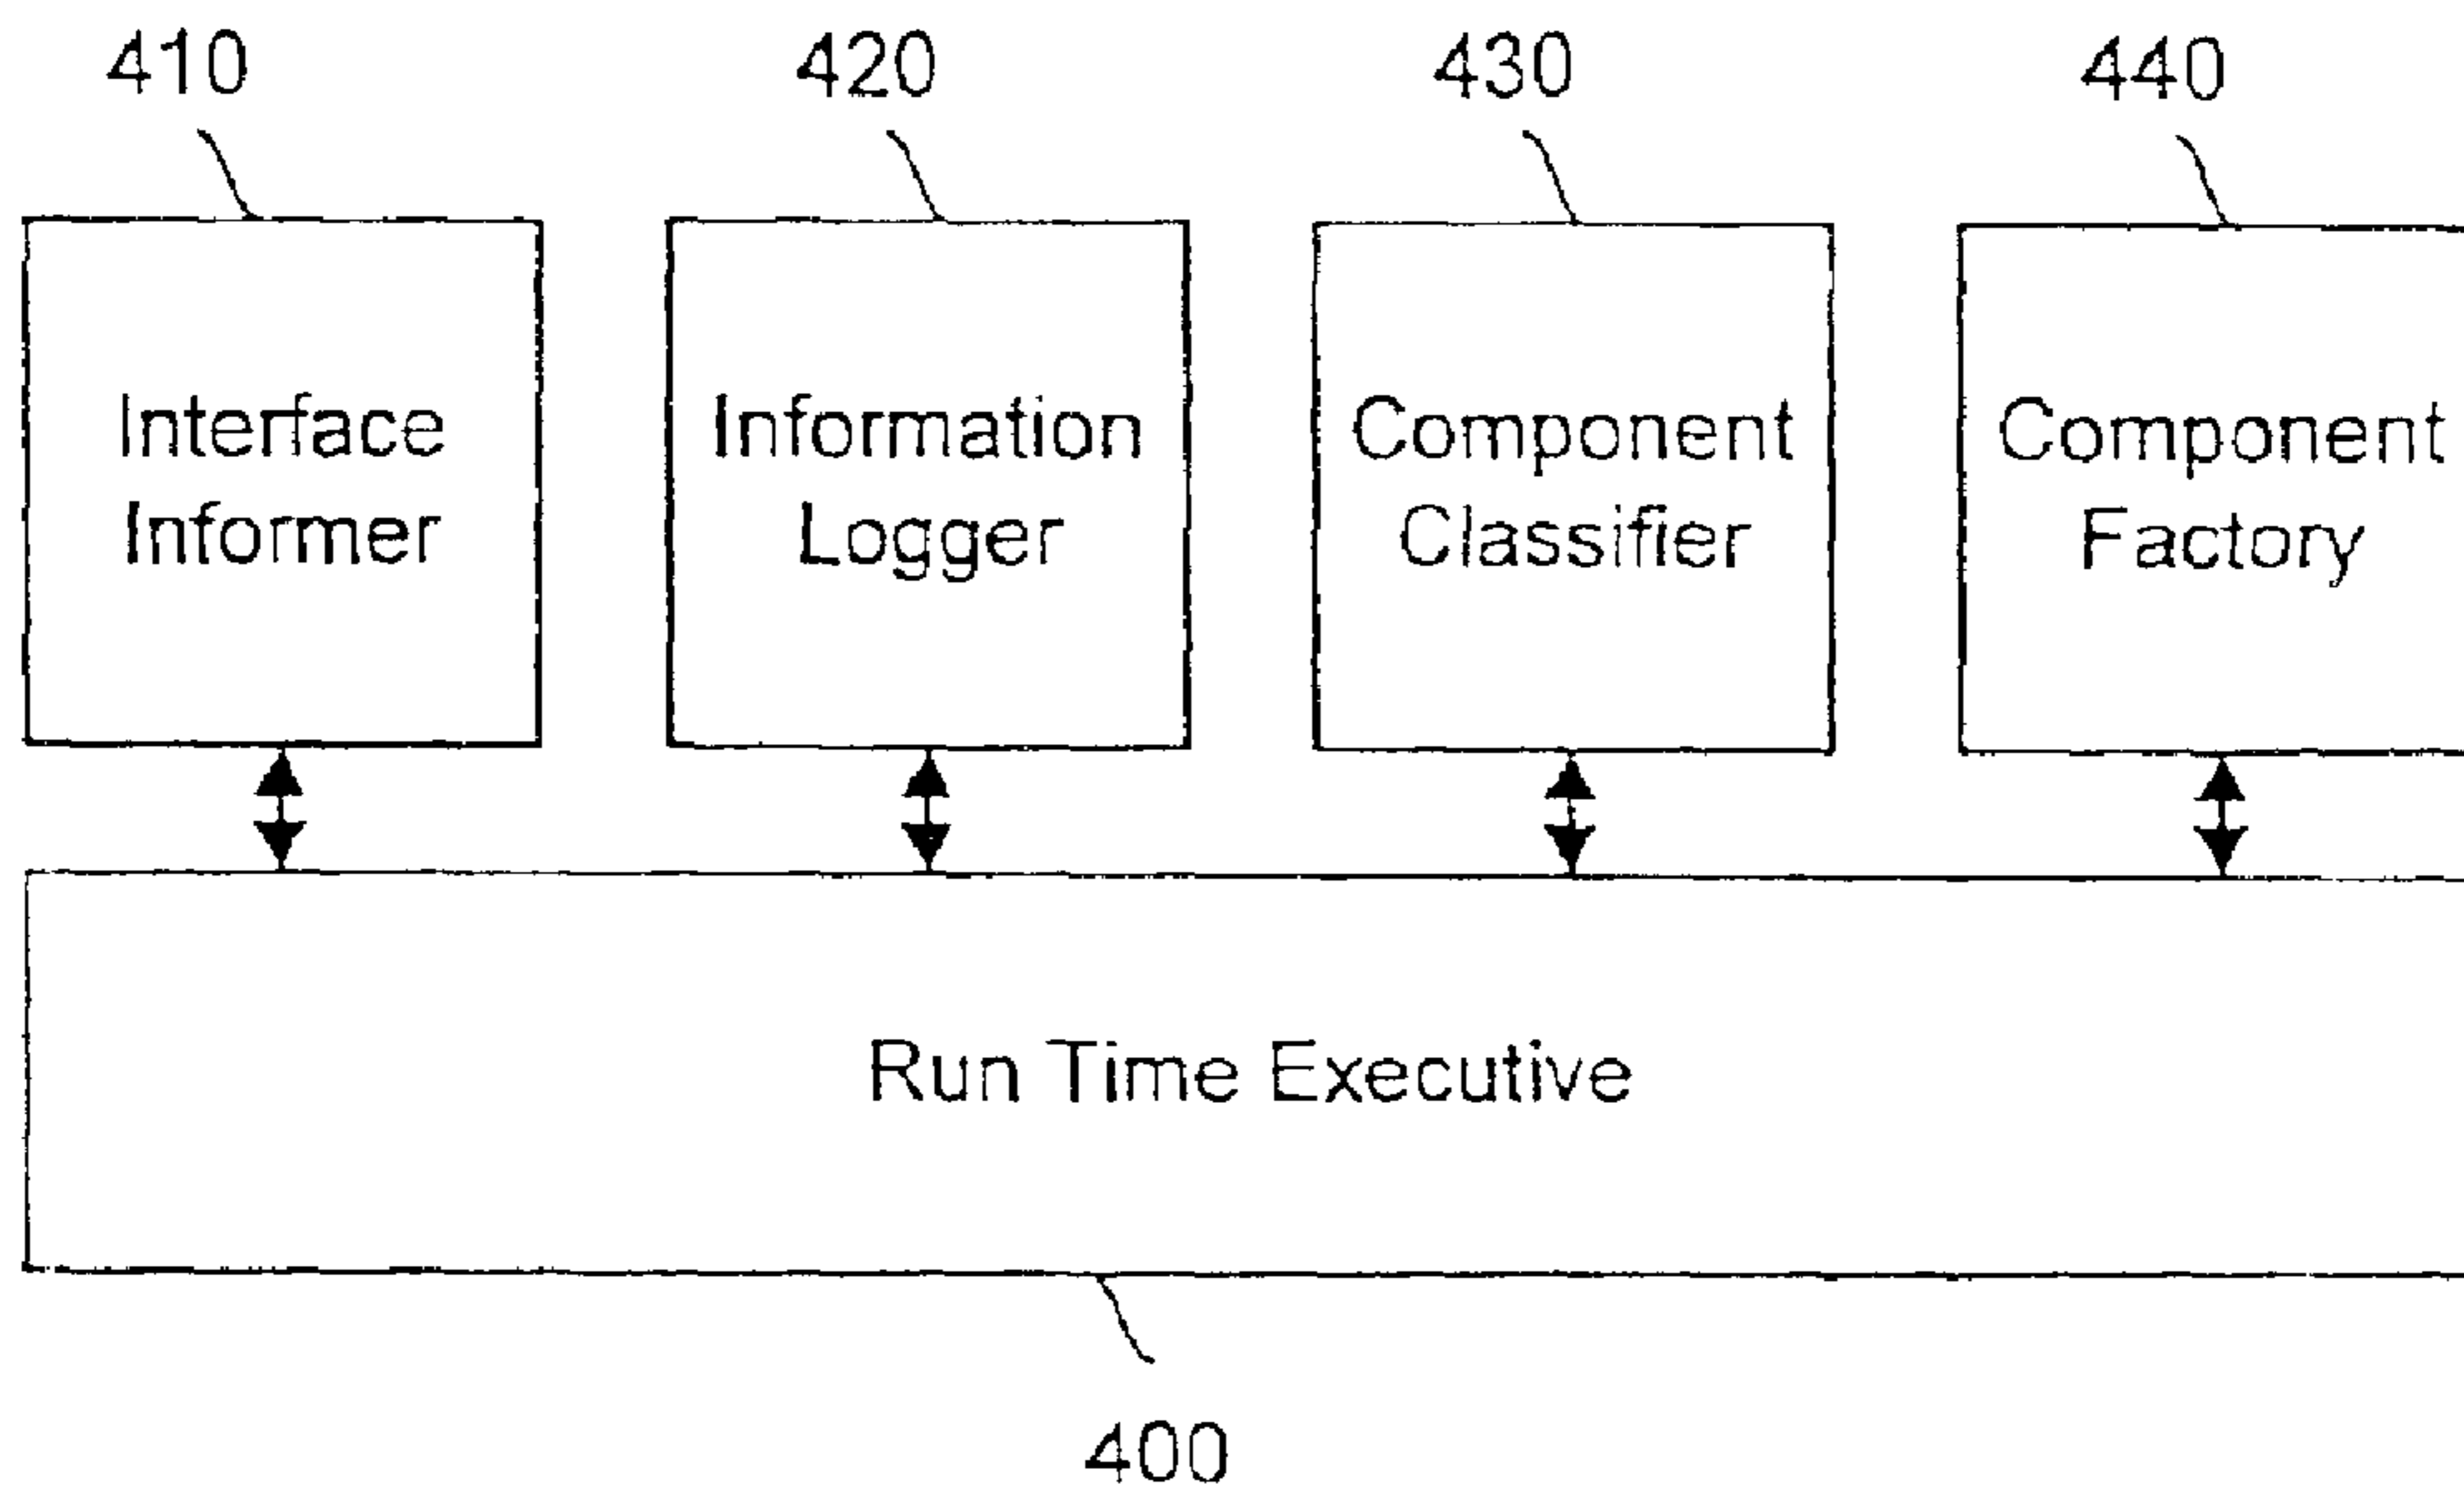 410
420
430
440
Interface
Informer
Information
Logger
Component
Classifier
Component
Factory
Run Time Executive
400